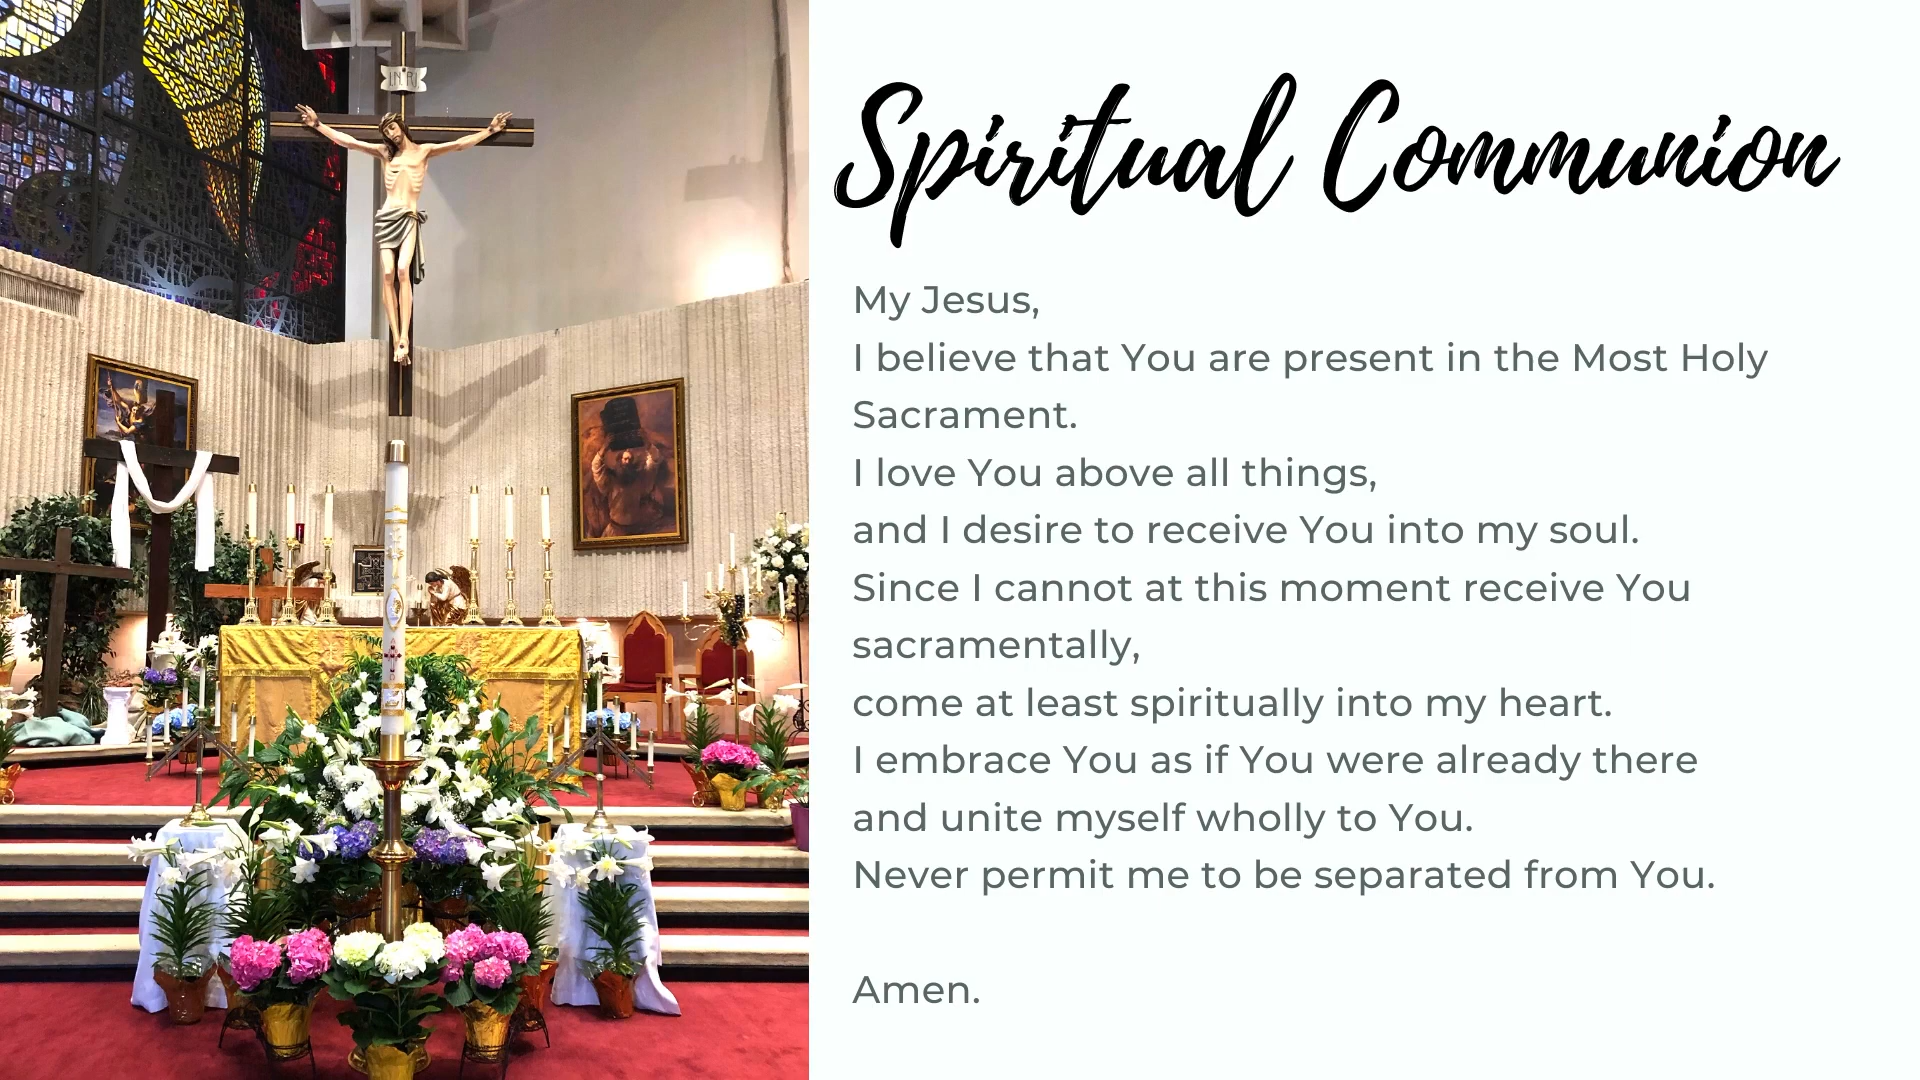 I.N.R.I.
Spiritual Communion
My Jesus,
I believe that You are present in the Most Holy
Sacrament.
I love You above all things,
and I desire to receive You into my soul.
Since I cannot at this moment receive You
sacramentally,
come at least spiritually into my heart.
I embrace You as if You were already there
and unite myself wholly to You.
Never permit me to be separated from You.
Amen.